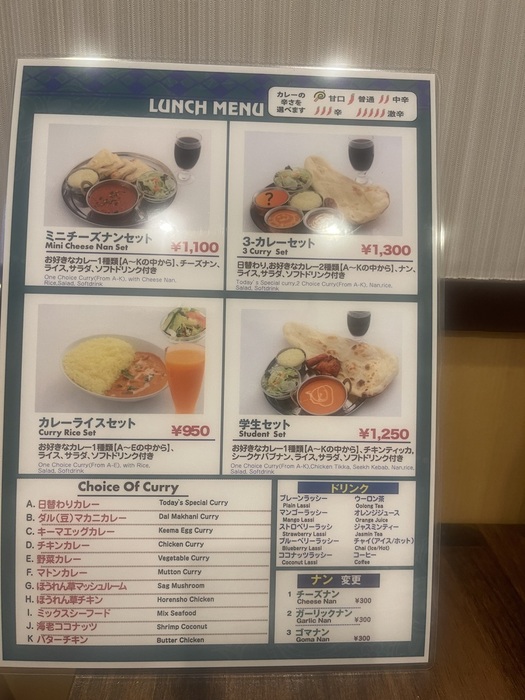 LUNCH MENU
カレーの
辛さを
選べます
甘口 普通 中辛
辛 激辛
ミニチーズナンセット
Mini Cheese Nan Set
¥1,100
お好きなカレー1種類【A～Kの中から】、チーズナン、
ライス、サラダ、ソフトドリンク付き
One Choice Curry(From A-K), with Cheese Nan,
Rice,Salad, Softdrink
?
3-カレーセット
3 Curry Set
¥1,300
日替わり、お好きなカレー2種類【A～Kの中から】、ナン、
ライス、サラダ、ソフトドリンク付き
Today's Special curry,2 Choice Curry(From A-K), Nan,rice,
Salad, Softdrink
カレーライスセット
Curry Rice Set
¥950
お好きなカレー1種類【A～Eの中から】、
ライス、サラダ、ソフトドリンク付き
One Choice Curry(From A-E), with Rice,
Salad, Softdrink
学生セット
Student Set
¥1,250
お好きなカレー1種類【A～Kの中から】、チキンティッカ、
シークケバブナン、ライス、サラダ、ソフトドリンク付き
One Choice Curry(From A-K),Chicken Tikka, Seekh Kebab, Nan,rice,
Salad, Softdrink
Choice Of Curry
A. 日替わりカレー Today's Special Curry
B. ダル(豆)マカニカレー Dal Makhani Curry
C. キーマエッグカレー Keema Egg Curry
D. チキンカレー Chicken Curry
E. 野菜カレー Vegetable Curry
F. マトンカレー Mutton Curry
G. ほうれん草マッシュルーム Sag Mushroom
H. ほうれん草チキン Horensho Chicken
I. ミックスシーフード Mix Seafood
J. 海老ココナッツ Shrimp Coconut
K バターチキン Butter Chicken
ドリンク
プレーンラッシー ウーロン茶
Plain Lassi Oolong Tea
マンゴーラッシー オレンジジュース
Mango Lassi Orange Juice
ストロベリーラッシー ジャスミンティー
Strawberry Lassi Jasmin Tea
ブルーベリーラッシー チャイ(アイス/ホット)
Blueberry Lassi Chai (Ice/Hot)
ココナッツラッシー コーヒー
Coconut Lassi Coffee
ナン 変更
1 チーズナン
Cheese Nan ¥300
2 ガーリックナン
Garlic Nan ¥300
3 ゴマナン
Goma Nan ¥300